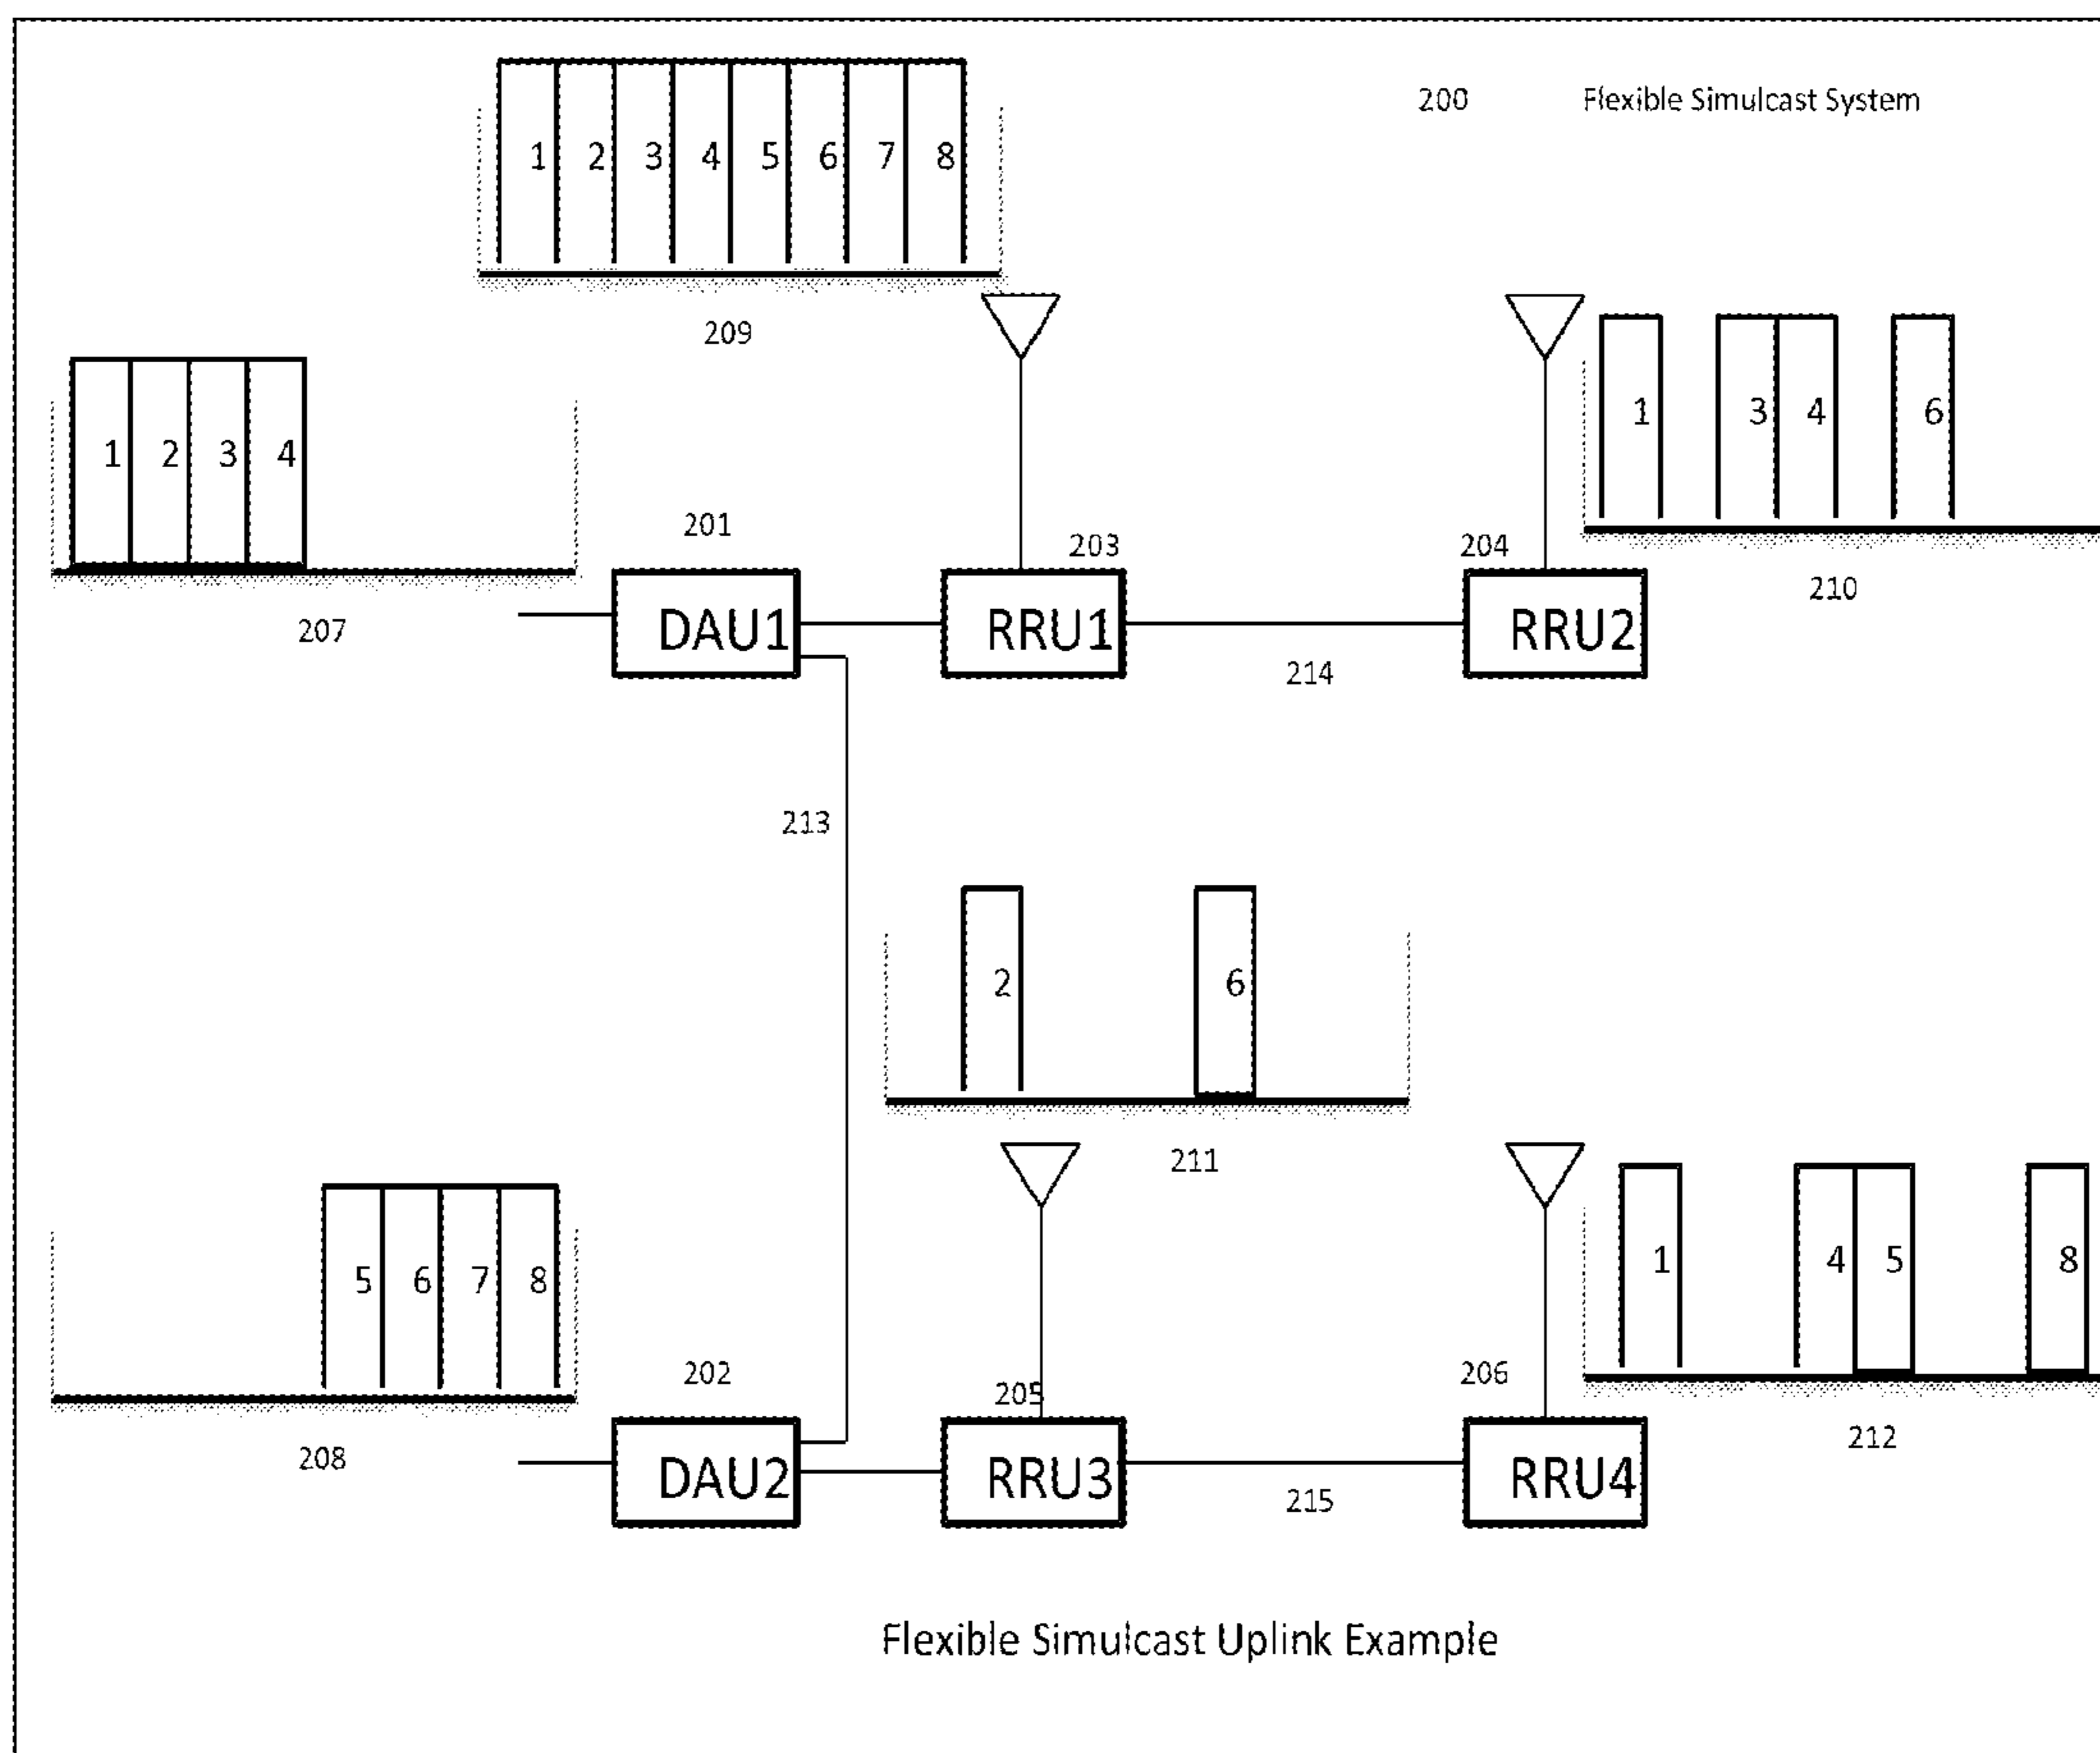 200 Flexible Simulcast System
1 2 3 4 5 6 7 8
209
1 3 4 6
210
1 2 3 4
207
201
203
204
DAU1
RRU1
RRU2
214
213
2 6
211
5 6 7 8
208
1 4 5 8
212
202
205
206
DAU2
RRU3
RRU4
215
Flexible Simulcast Uplink Example